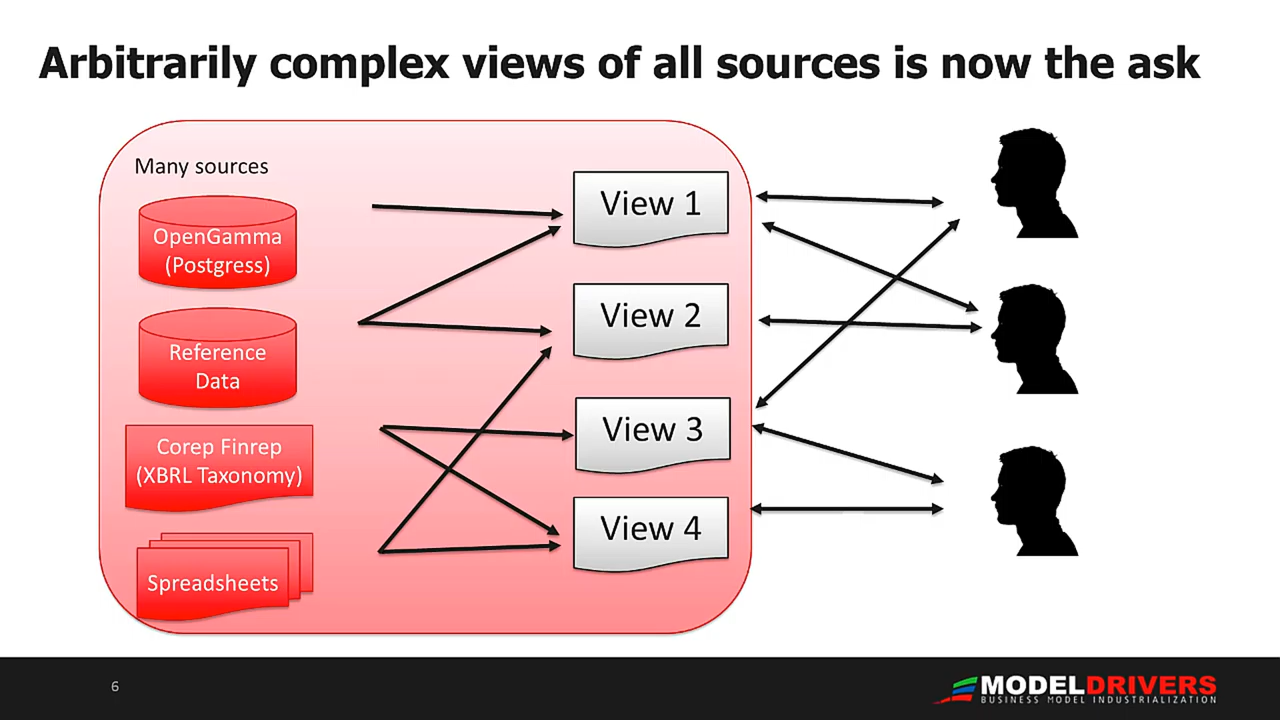 Arbitrarily complex views of all sources is now the ask
Many sources
OpenGamma
(Postgress)
Reference
Data
Corep Finrep
(XBRL Taxonomy)
Spreadsheets
View 1
View 2
View 3
View 4
6
MODELDRIVERS
BUSINESS MODEL INDUSTRIALIZATION